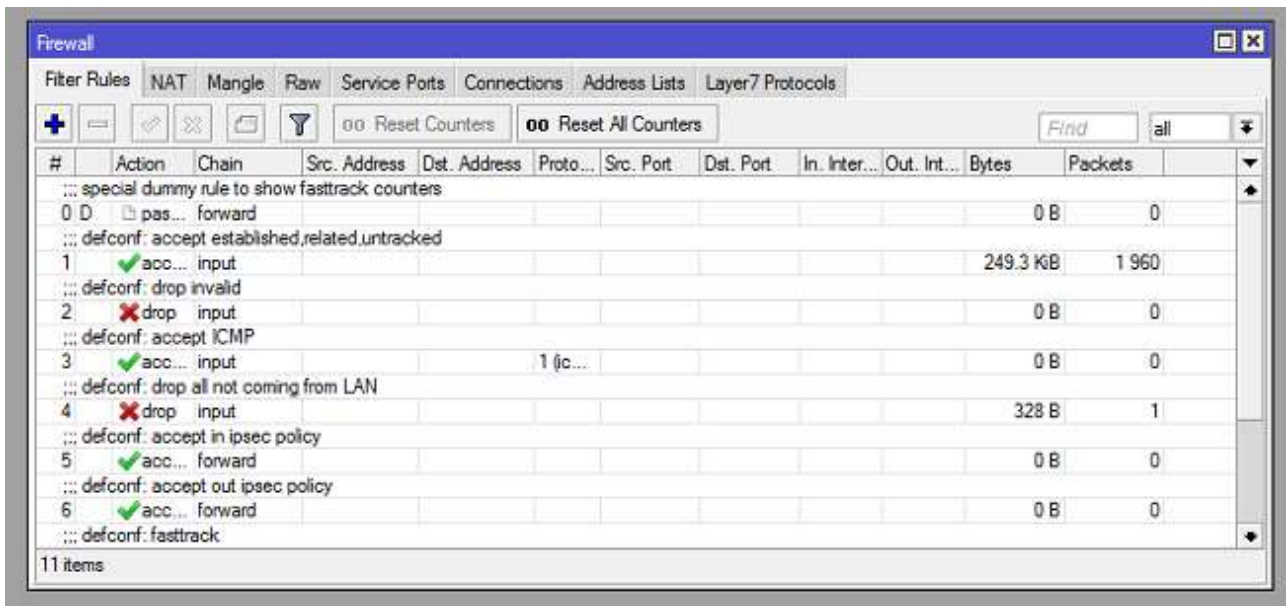 Firewall
Filter Rules NAT Mangle Raw Service Ports Connections Address Lists Layer7 Protocols
oo Reset Counters oo Reset All Counters Find all
# Action Chain Src. Address Dst. Address Proto... Src. Port Dst. Port In. Inter... Out. Int... Bytes Packets
;;; special dummy rule to show fasttrack counters
0 D pas... forward 0 B 0
;;; defconf: accept established,related,untracked
1 acc... input 249.3 KiB 1 960
;;; defconf: drop invalid
2 drop input 0 B 0
;;; defconf: accept ICMP
3 acc... input 1 (ic... 0 B 0
;;; defconf: drop all not coming from LAN
4 drop input 328 B 1
;;; defconf: accept in ipsec policy
5 acc... forward 0 B 0
;;; defconf: accept out ipsec policy
6 acc... forward 0 B 0
;;; defconf: fasttrack
11 items